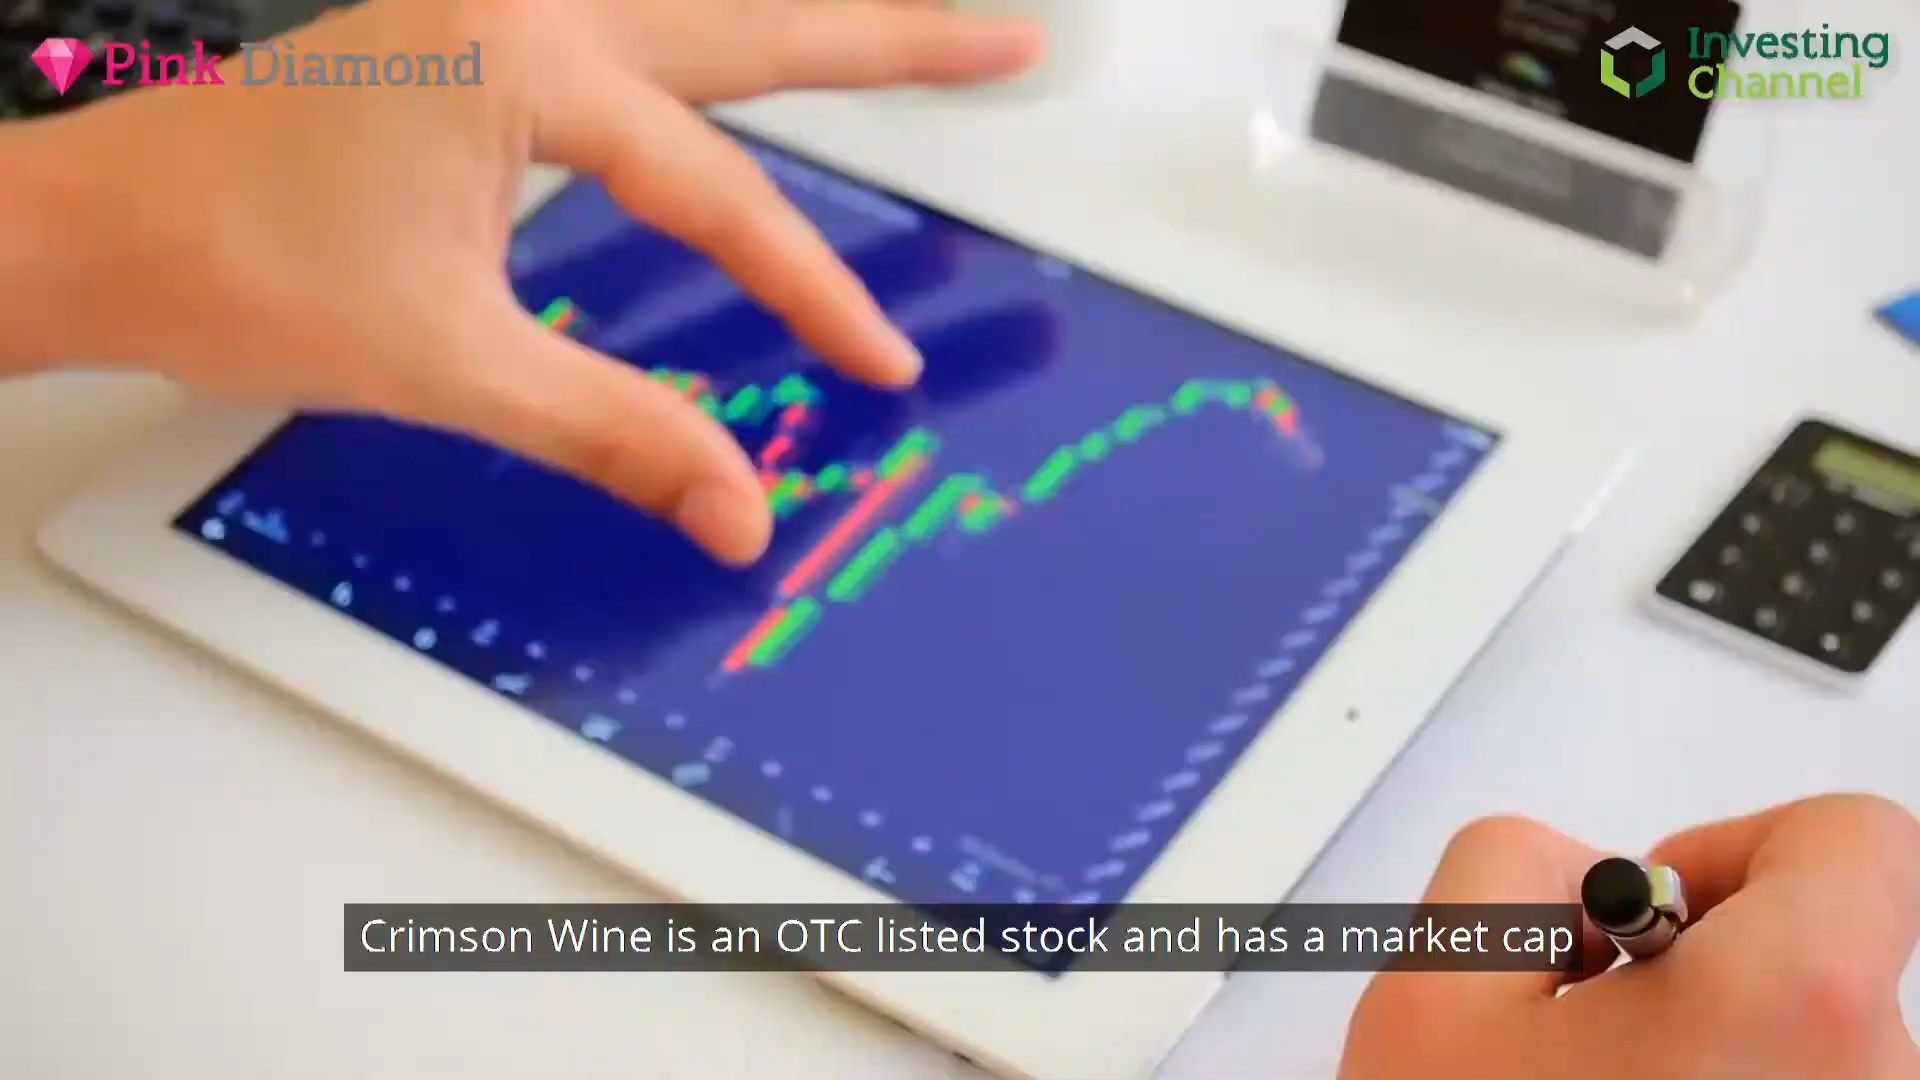 Pink Diamond
Investing
Channel
Crimson Wine is an OTC listed stock and has a market cap